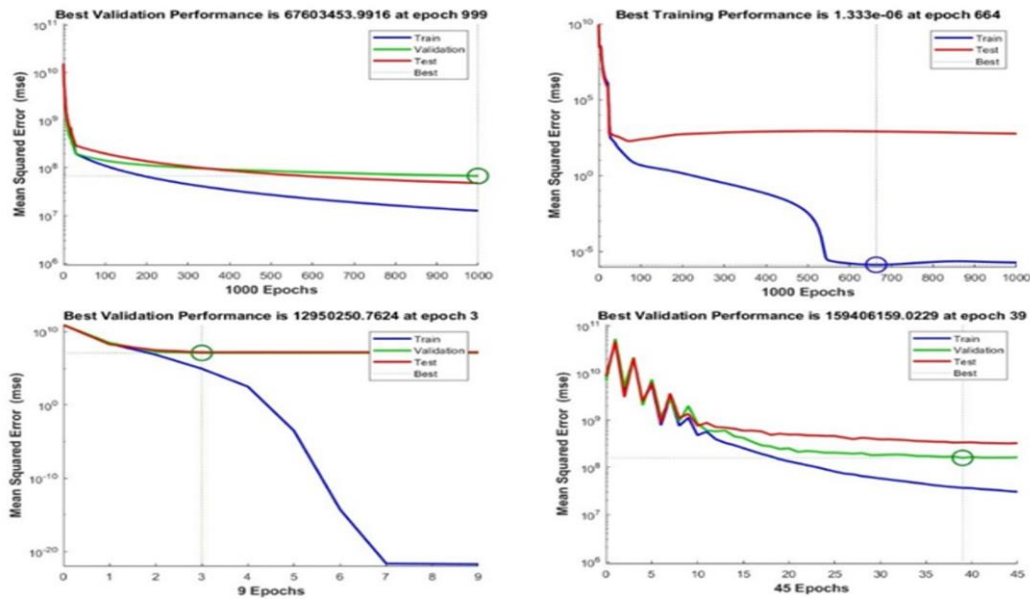 Best Validation Performance is 67603453.9916 at epoch 999
Mean Squared Error (mse)
10^11
10^10
10^9
10^8
10^7
10^6
Train
Validation
Test
Best
0 100 200 300 400 500 600 700 800 900 1000
1000 Epochs
Best Training Performance is 1.333e-06 at epoch 664
Mean Squared Error (mse)
10^10
10^5
10^0
10^-5
Train
Test
Best
0 100 200 300 400 500 600 700 800 900 1000
1000 Epochs
Best Validation Performance is 12950250.7624 at epoch 3
Mean Squared Error (mse)
10^10
10^0
10^-10
10^-20
Train
Validation
Test
Best
0 1 2 3 4 5 6 7 8 9
9 Epochs
Best Validation Performance is 159406159.0229 at epoch 39
Mean Squared Error (mse)
10^11
10^10
10^9
10^8
10^7
10^6
Train
Validation
Test
Best
0 5 10 15 20 25 30 35 40 45
45 Epochs